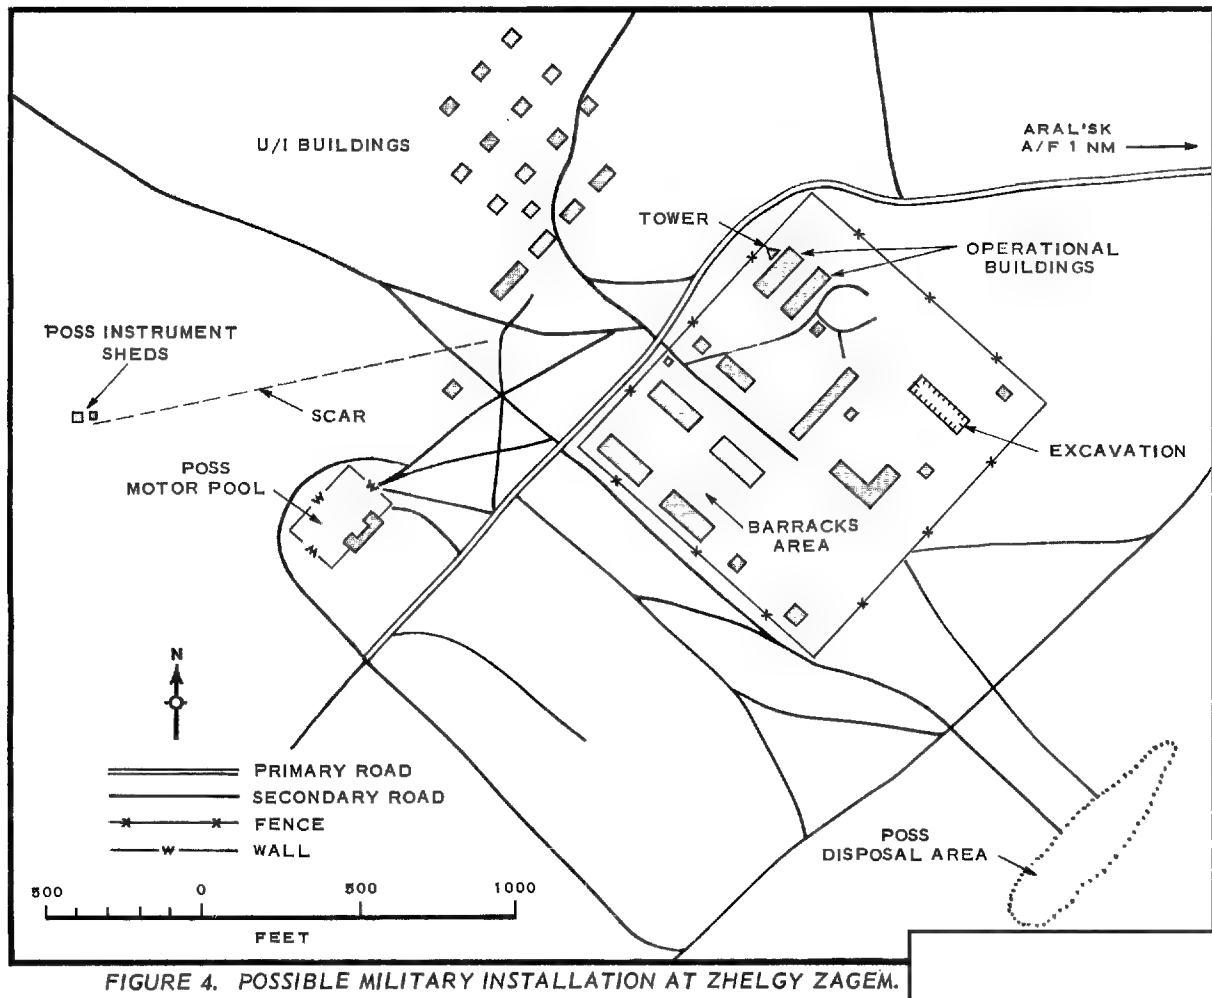 U/I BUILDINGS
ARAL'SK
A/F 1 NM
TOWER
OPERATIONAL
BUILDINGS
POSS INSTRUMENT
SHEDS
SCAR
EXCAVATION
POSS
MOTOR POOL
W
W
W
BARRACKS
AREA
N
PRIMARY ROAD
SECONDARY ROAD
FENCE
W WALL
POSS
DISPOSAL AREA
500 0 500 1000
FEET
FIGURE 4. POSSIBLE MILITARY INSTALLATION AT ZHELGY ZAGEM.